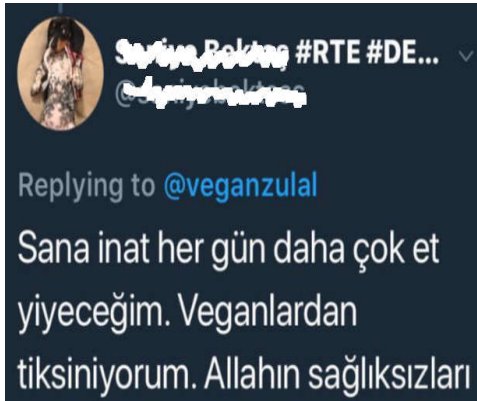 #RTE #DE...
Replying to @veganzulal
Sana inat her gün daha çok et
yiyeceğim. Veganlardan
tiksiniyorum. Allahın sağlıksızları